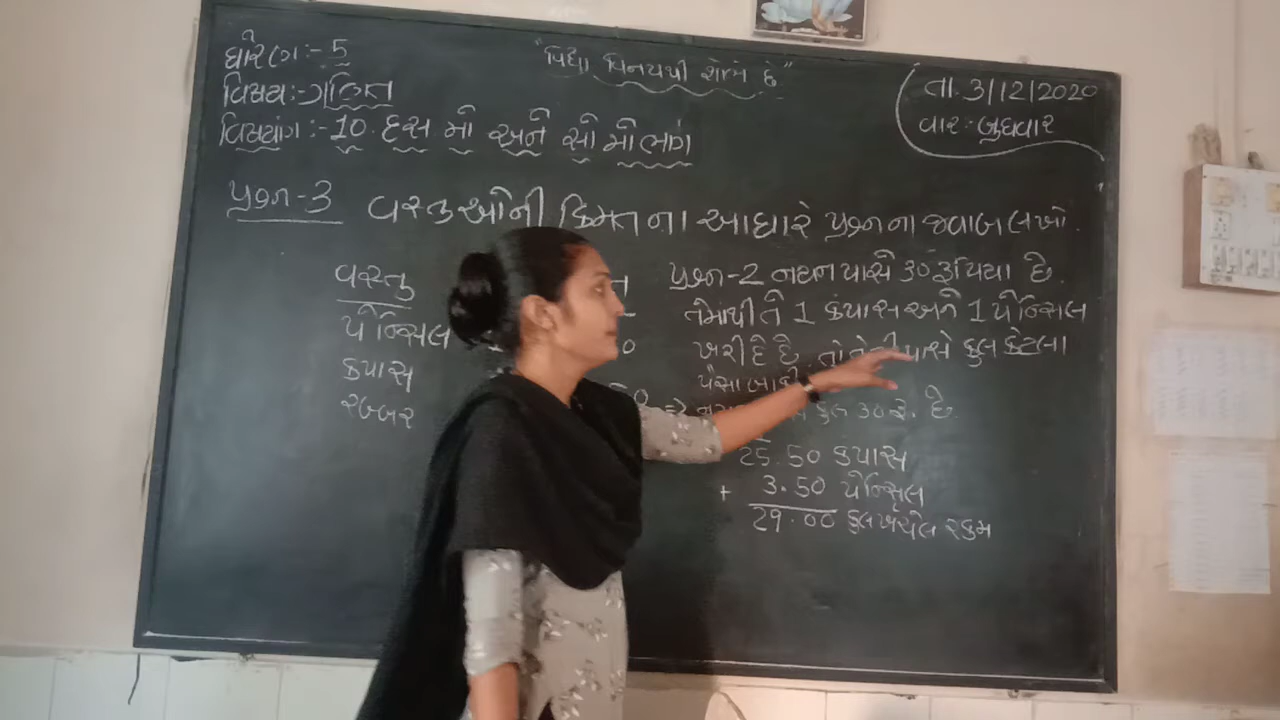 ધોરણ :- 5
"વિદ્યા વિનયથી શોભે છે"
તા. 3/12/2020
વિષય :- ગણિત
વાર :- બુધવાર
વિષયાંગ :- 10. દસ મો અને સો મો ભાગ
પ્રશ્ન - 3 વસ્તુઓની કિંમતના આધારે પ્રશ્નના જવાબ લખો.
વસ્તુ
પેન્સિલ
કંપાસ
રબ્બર
પ્રશ્ન - 2 નયન પાસે 30 રૂપિયા છે.
તેમાંથી તે 1 કંપાસ અને 1 પેન્સિલ
ખરીદે છે. તો તેની પાસે કુલ કેટલા
પૈસા બાકી
કુલ 30 રૂ. છે.
25.50 કંપાસ
+ 3.50 પેન્સિલ
29.00 કુલ ખર્ચેલ રકમ